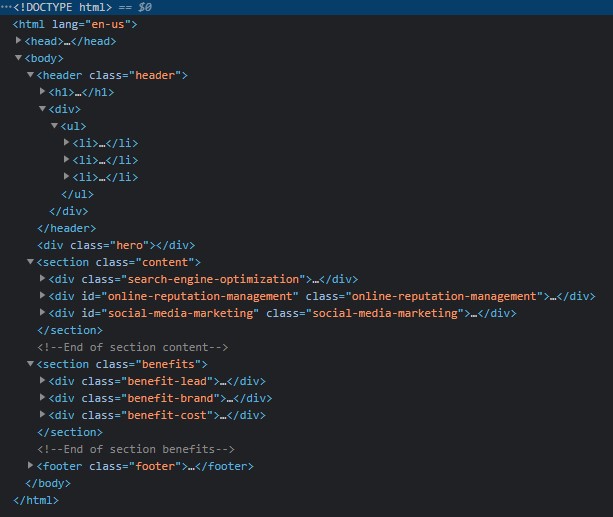 ···<!DOCTYPE html> == $0
<html lang="en-us">
<head>…</head>
<body>
<header class="header">
<h1>…</h1>
<div>
<ul>
<li>…</li>
<li>…</li>
<li>…</li>
</ul>
</div>
</header>
<div class="hero"></div>
<section class="content">
<div class="search-engine-optimization">…</div>
<div id="online-reputation-management" class="online-reputation-management">…</div>
<div id="social-media-marketing" class="social-media-marketing">…</div>
</section>
<!--End of section content-->
<section class="benefits">
<div class="benefit-lead">…</div>
<div class="benefit-brand">…</div>
<div class="benefit-cost">…</div>
</section>
<!--End of section benefits-->
<footer class="footer">…</footer>
</body>
</html>